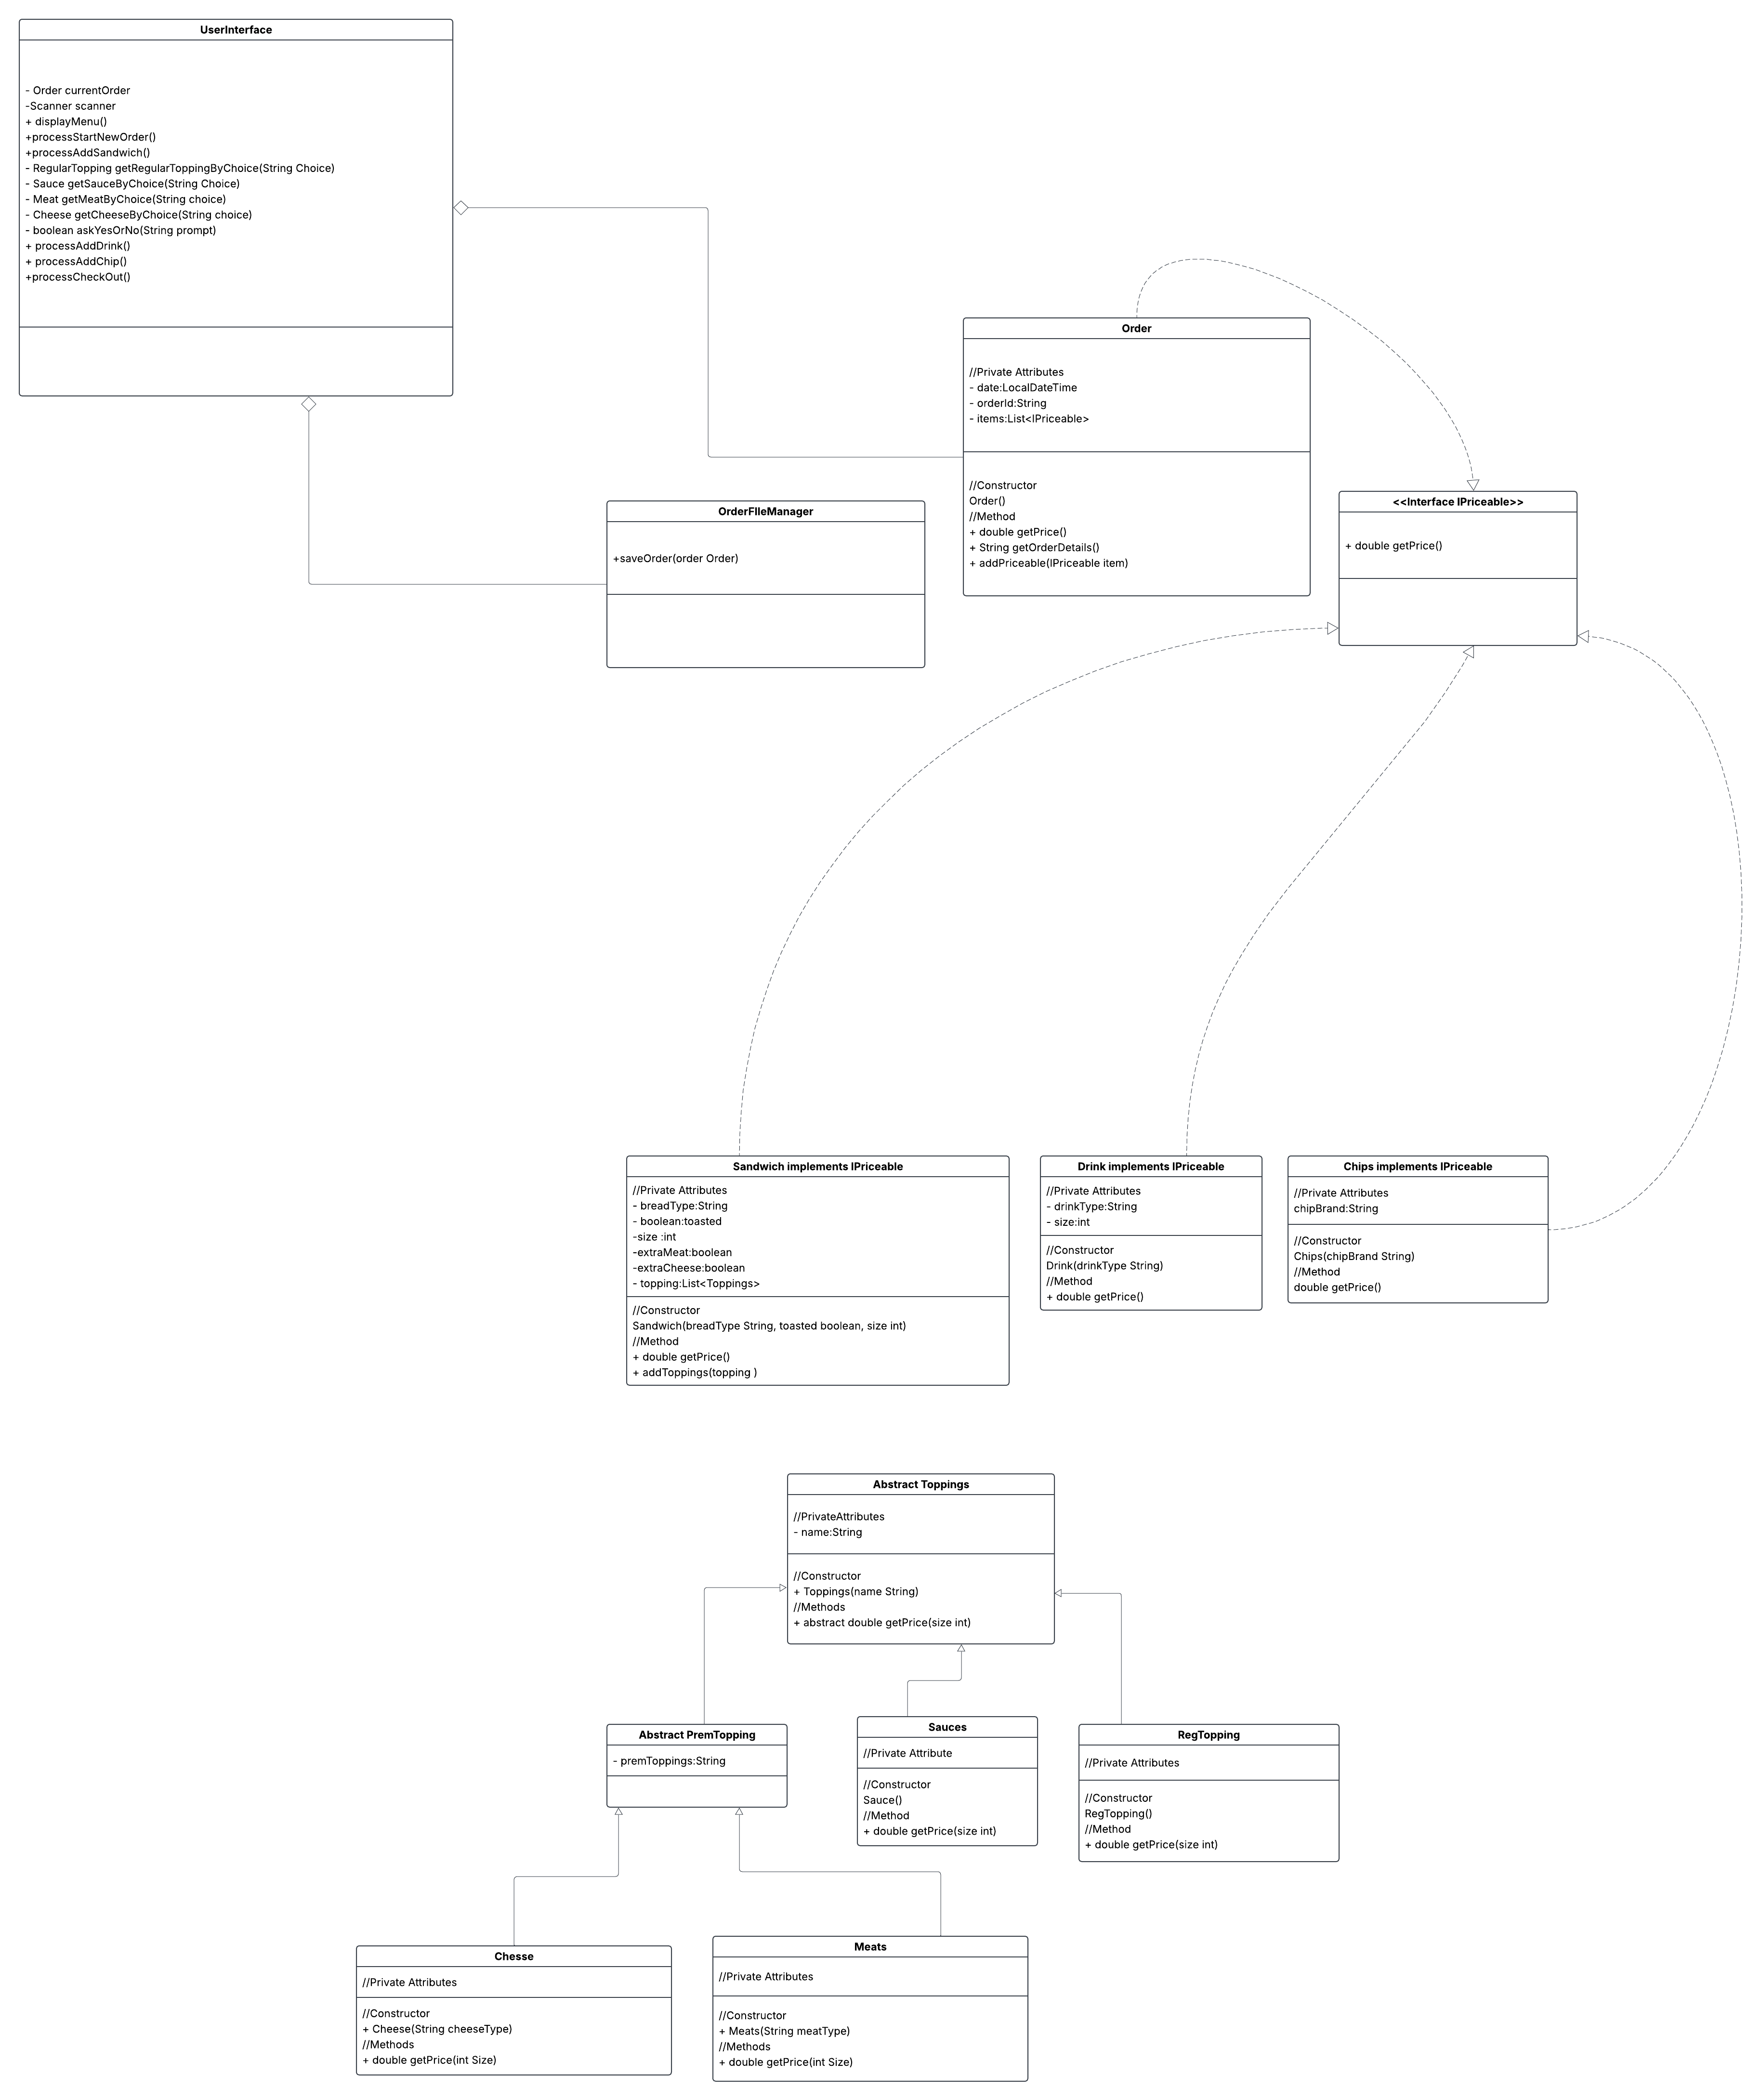 UserInterface
- Order currentOrder
-Scanner scanner
+ displayMenu()
+processStartNewOrder()
+processAddSandwich()
- RegularTopping getRegularToppingByChoice(String Choice)
- Sauce getSauceByChoice(String Choice)
- Meat getMeatByChoice(String choice)
- Cheese getCheeseByChoice(String choice)
- boolean askYesOrNo(String prompt)
+ processAddDrink()
+ processAddChip()
+processCheckOut()
Order
//Private Attributes
- date:LocalDateTime
- orderId:String
- items:List<IPriceable>
//Constructor
Order()
//Method
+ double getPrice()
+ String getOrderDetails()
+ addPriceable(IPriceable item)
<<Interface IPriceable>>
+ double getPrice()
OrderFIleManager
+saveOrder(order Order)
Sandwich implements IPriceable
//Private Attributes
- breadType:String
- boolean:toasted
-size :int
-extraMeat:boolean
-extraCheese:boolean
- topping:List<Toppings>
//Constructor
Sandwich(breadType String, toasted boolean, size int)
//Method
+ double getPrice()
+ addToppings(topping )
Drink implements IPriceable
//Private Attributes
- drinkType:String
- size:int
//Constructor
Drink(drinkType String)
//Method
+ double getPrice()
Chips implements IPriceable
//Private Attributes
chipBrand:String
//Constructor
Chips(chipBrand String)
//Method
double getPrice()
Abstract Toppings
//PrivateAttributes
- name:String
//Constructor
+ Toppings(name String)
//Methods
+ abstract double getPrice(size int)
Abstract PremTopping
- premToppings:String
Sauces
//Private Attribute
//Constructor
Sauce()
//Method
+ double getPrice(size int)
RegTopping
//Private Attributes
//Constructor
RegTopping()
//Method
+ double getPrice(size int)
Chesse
//Private Attributes
//Constructor
+ Cheese(String cheeseType)
//Methods
+ double getPrice(int Size)
Meats
//Private Attributes
//Constructor
+ Meats(String meatType)
//Methods
+ double getPrice(int Size)